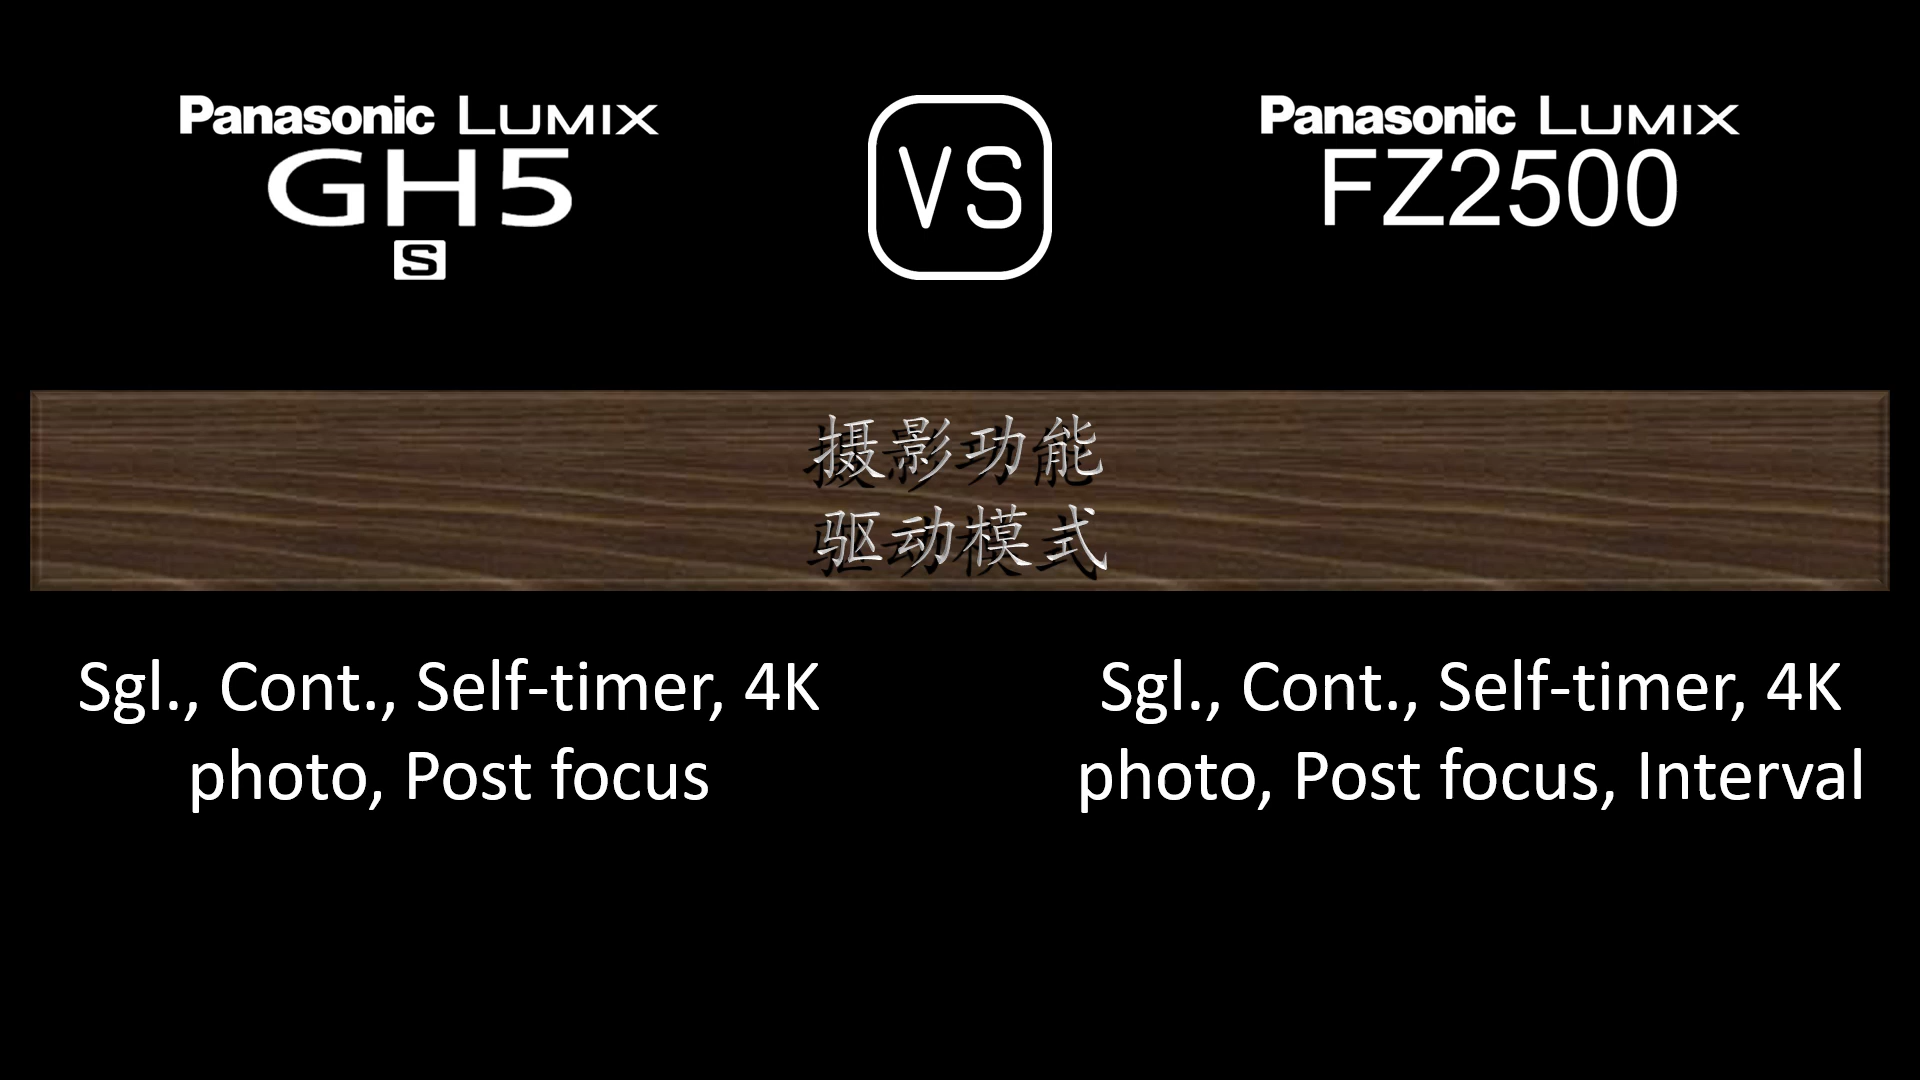 Panasonic LUMIX
GH5
S
VS
Panasonic LUMIX
FZ2500
摄影功能
驱动模式
Sgl., Cont., Self-timer, 4K
photo, Post focus
Sgl., Cont., Self-timer, 4K
photo, Post focus, Interval